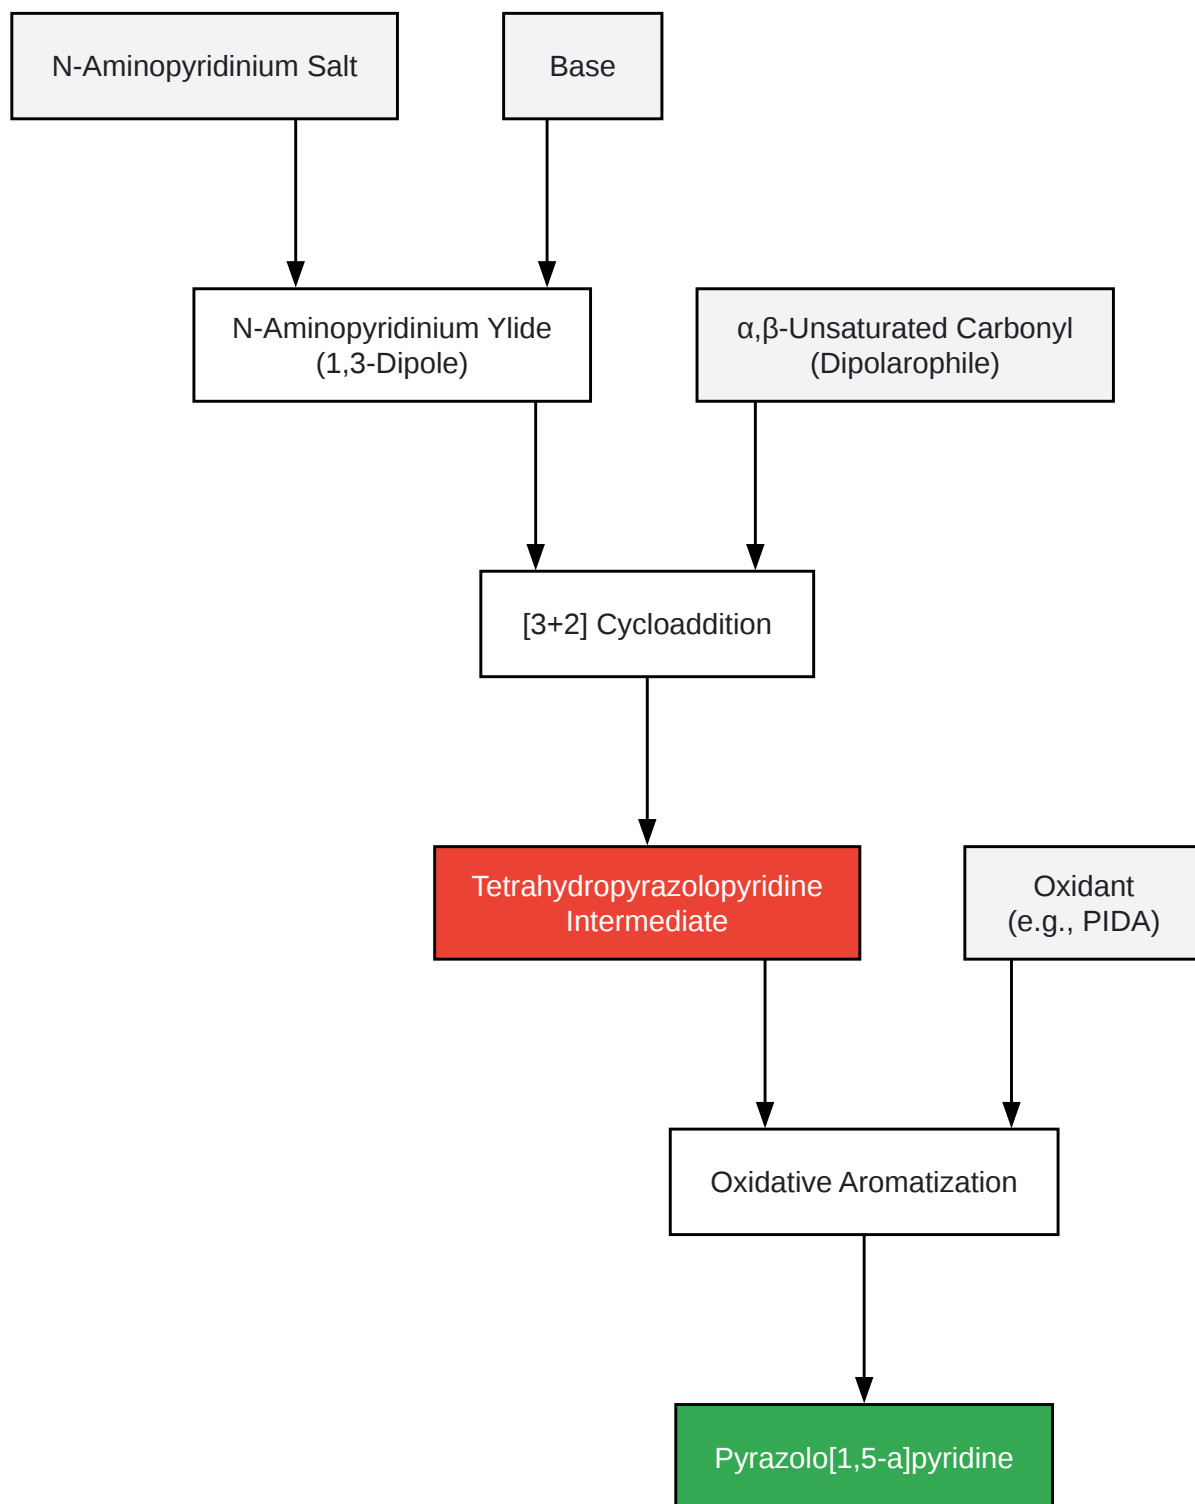 N-Aminopyridinium Salt
Base
N-Aminopyridinium Ylide
(1,3-Dipole)
α,β-Unsaturated Carbonyl
(Dipolarophile)
[3+2] Cycloaddition
Tetrahydropyrazolopyridine
Intermediate
Oxidant
(e.g., PIDA)
Oxidative Aromatization
Pyrazolo[1,5-a]pyridine